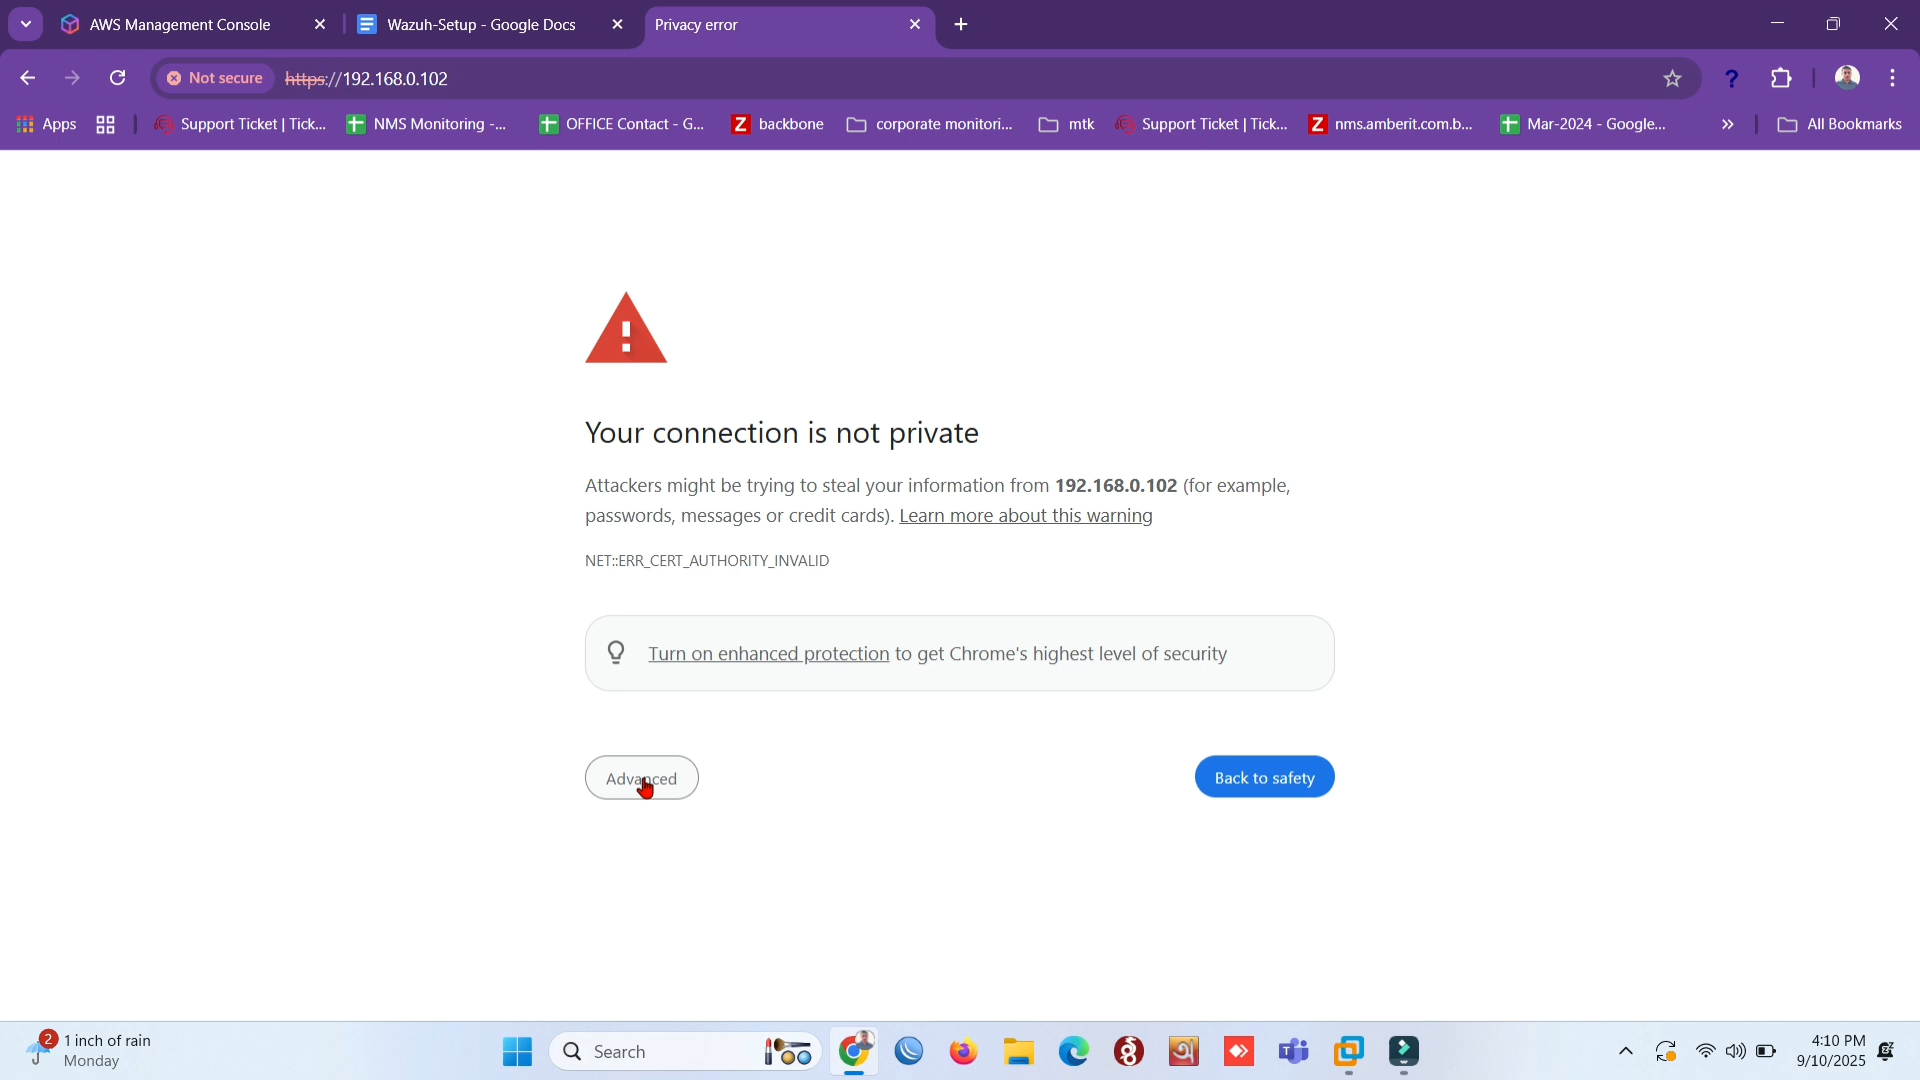 AWS Management Console
Wazuh-Setup - Google Docs
Privacy error
Not secure
https://192.168.0.102
Apps
Support Ticket | Tick...
NMS Monitoring -...
OFFICE Contact - G...
Z backbone
corporate monitori...
mtk
Support Ticket | Tick...
Z nms.amberit.com.b...
Mar-2024 - Google...
All Bookmarks
Your connection is not private
Attackers might be trying to steal your information from 192.168.0.102 (for example,
passwords, messages or credit cards). Learn more about this warning
NET::ERR_CERT_AUTHORITY_INVALID
Turn on enhanced protection to get Chrome's highest level of security
Advanced
Back to safety
2
1 inch of rain
Monday
Search
4:10 PM
9/10/2025